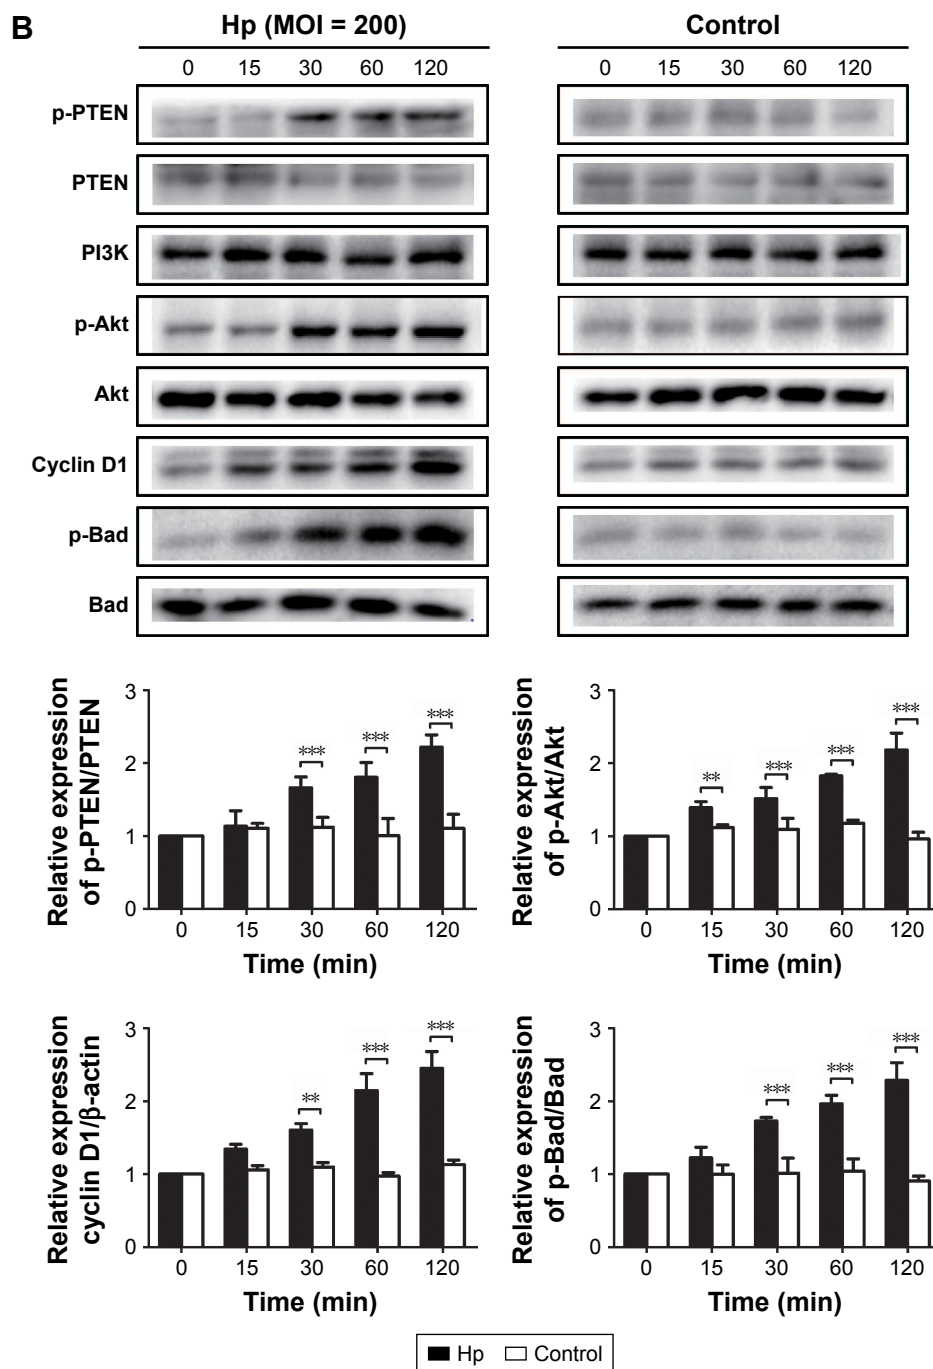 B
Hp (MOI = 200)
Control
0 15 30 60 120
0 15 30 60 120
p-PTEN
PTEN
PI3K
p-Akt
Akt
Cyclin D1
p-Bad
Bad
Relative expression
of p-PTEN/PTEN
3
2
1
0
***
***
***
0 15 30 60 120
Time (min)
Relative expression
of p-Akt/Akt
3
2
1
0
**
***
***
***
0 15 30 60 120
Time (min)
Relative expression
cyclin D1/β-actin
3
2
1
0
**
***
***
0 15 30 60 120
Time (min)
Relative expression
of p-Bad/Bad
3
2
1
0
***
***
***
0 15 30 60 120
Time (min)
Hp Control